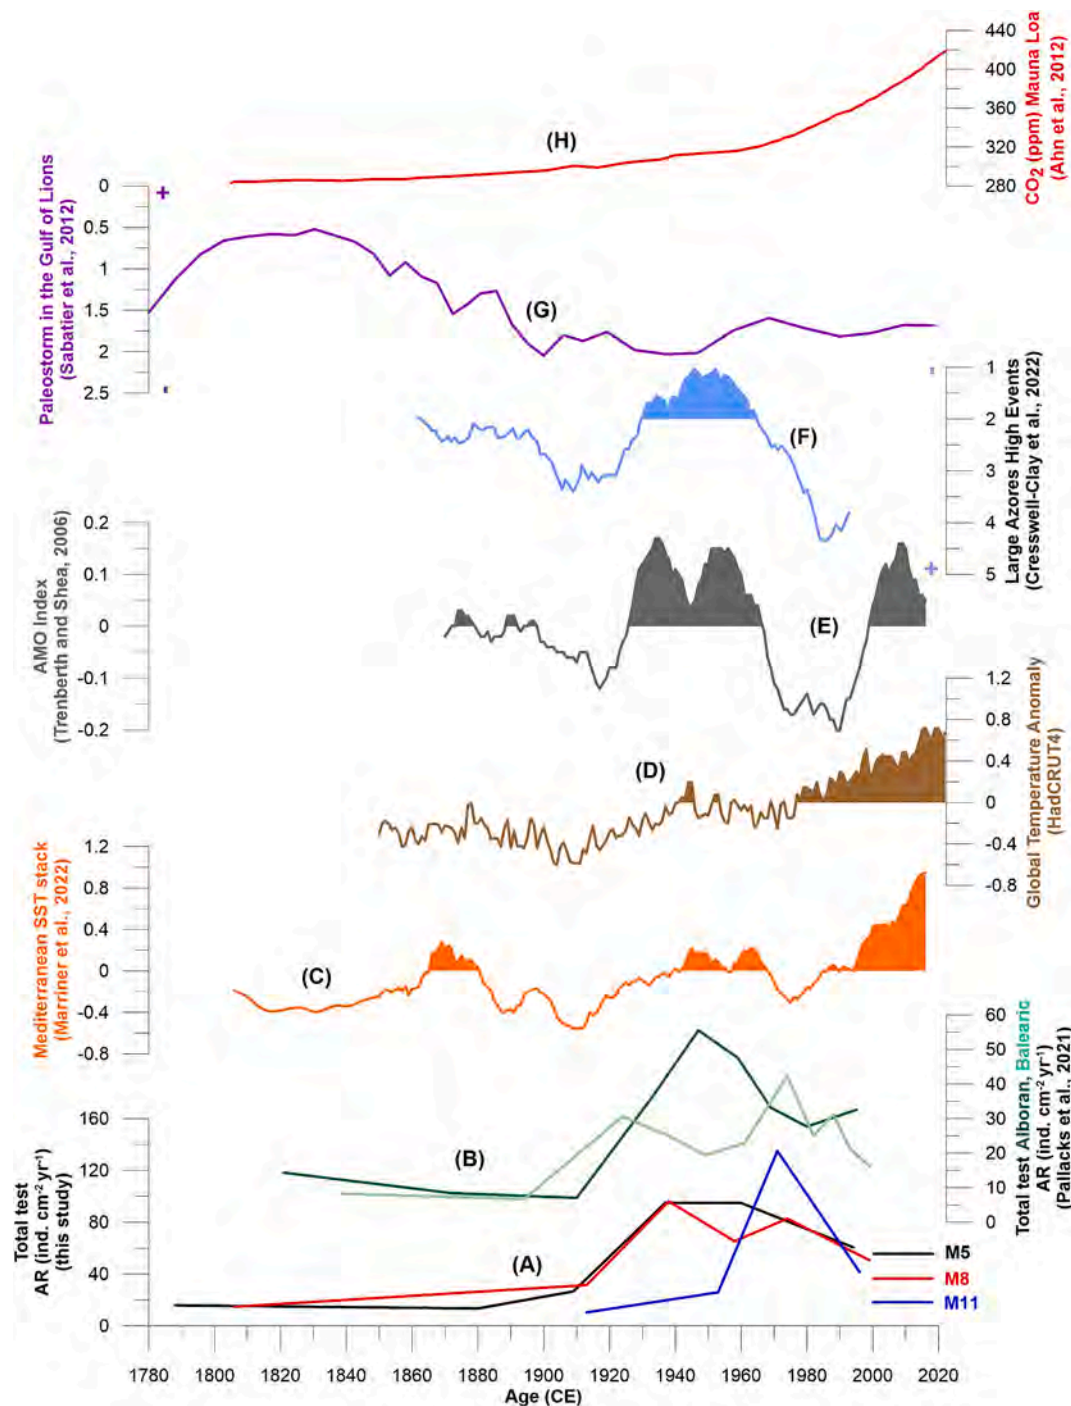 440
400
360
320
280
CO2 (ppm) Mauna Loa
(Ahn et al., 2012)
(H)
0
0.5
1
1.5
2
2.5
+
-
Paleostorm in the Gulf of Lions
(Sabatier et al., 2012)
(G)
1
2
3
4
5
-
+
Large Azores High Events
(Cresswell-Clay et al., 2022)
(F)
0.2
0.1
0
-0.1
-0.2
AMO Index
(Trenberth and Shea, 2006)
(E)
1.2
0.8
0.4
0
-0.4
-0.8
Global Temperature Anomaly
(HadCRUT4)
(D)
1.2
0.8
0.4
0
-0.4
-0.8
Mediterranean SST stack
(Marriner et al., 2022)
(C)
60
50
40
30
20
10
0
Total test Alboran, Balearic
AR (ind. cm-2 yr-1)
(Pallacks et al., 2021)
(B)
160
120
80
40
0
Total test
AR (ind. cm-2 yr-1)
(this study)
(A)
M5
M8
M11
1780 1800 1820 1840 1860 1880 1900 1920 1940 1960 1980 2000 2020
Age (CE)